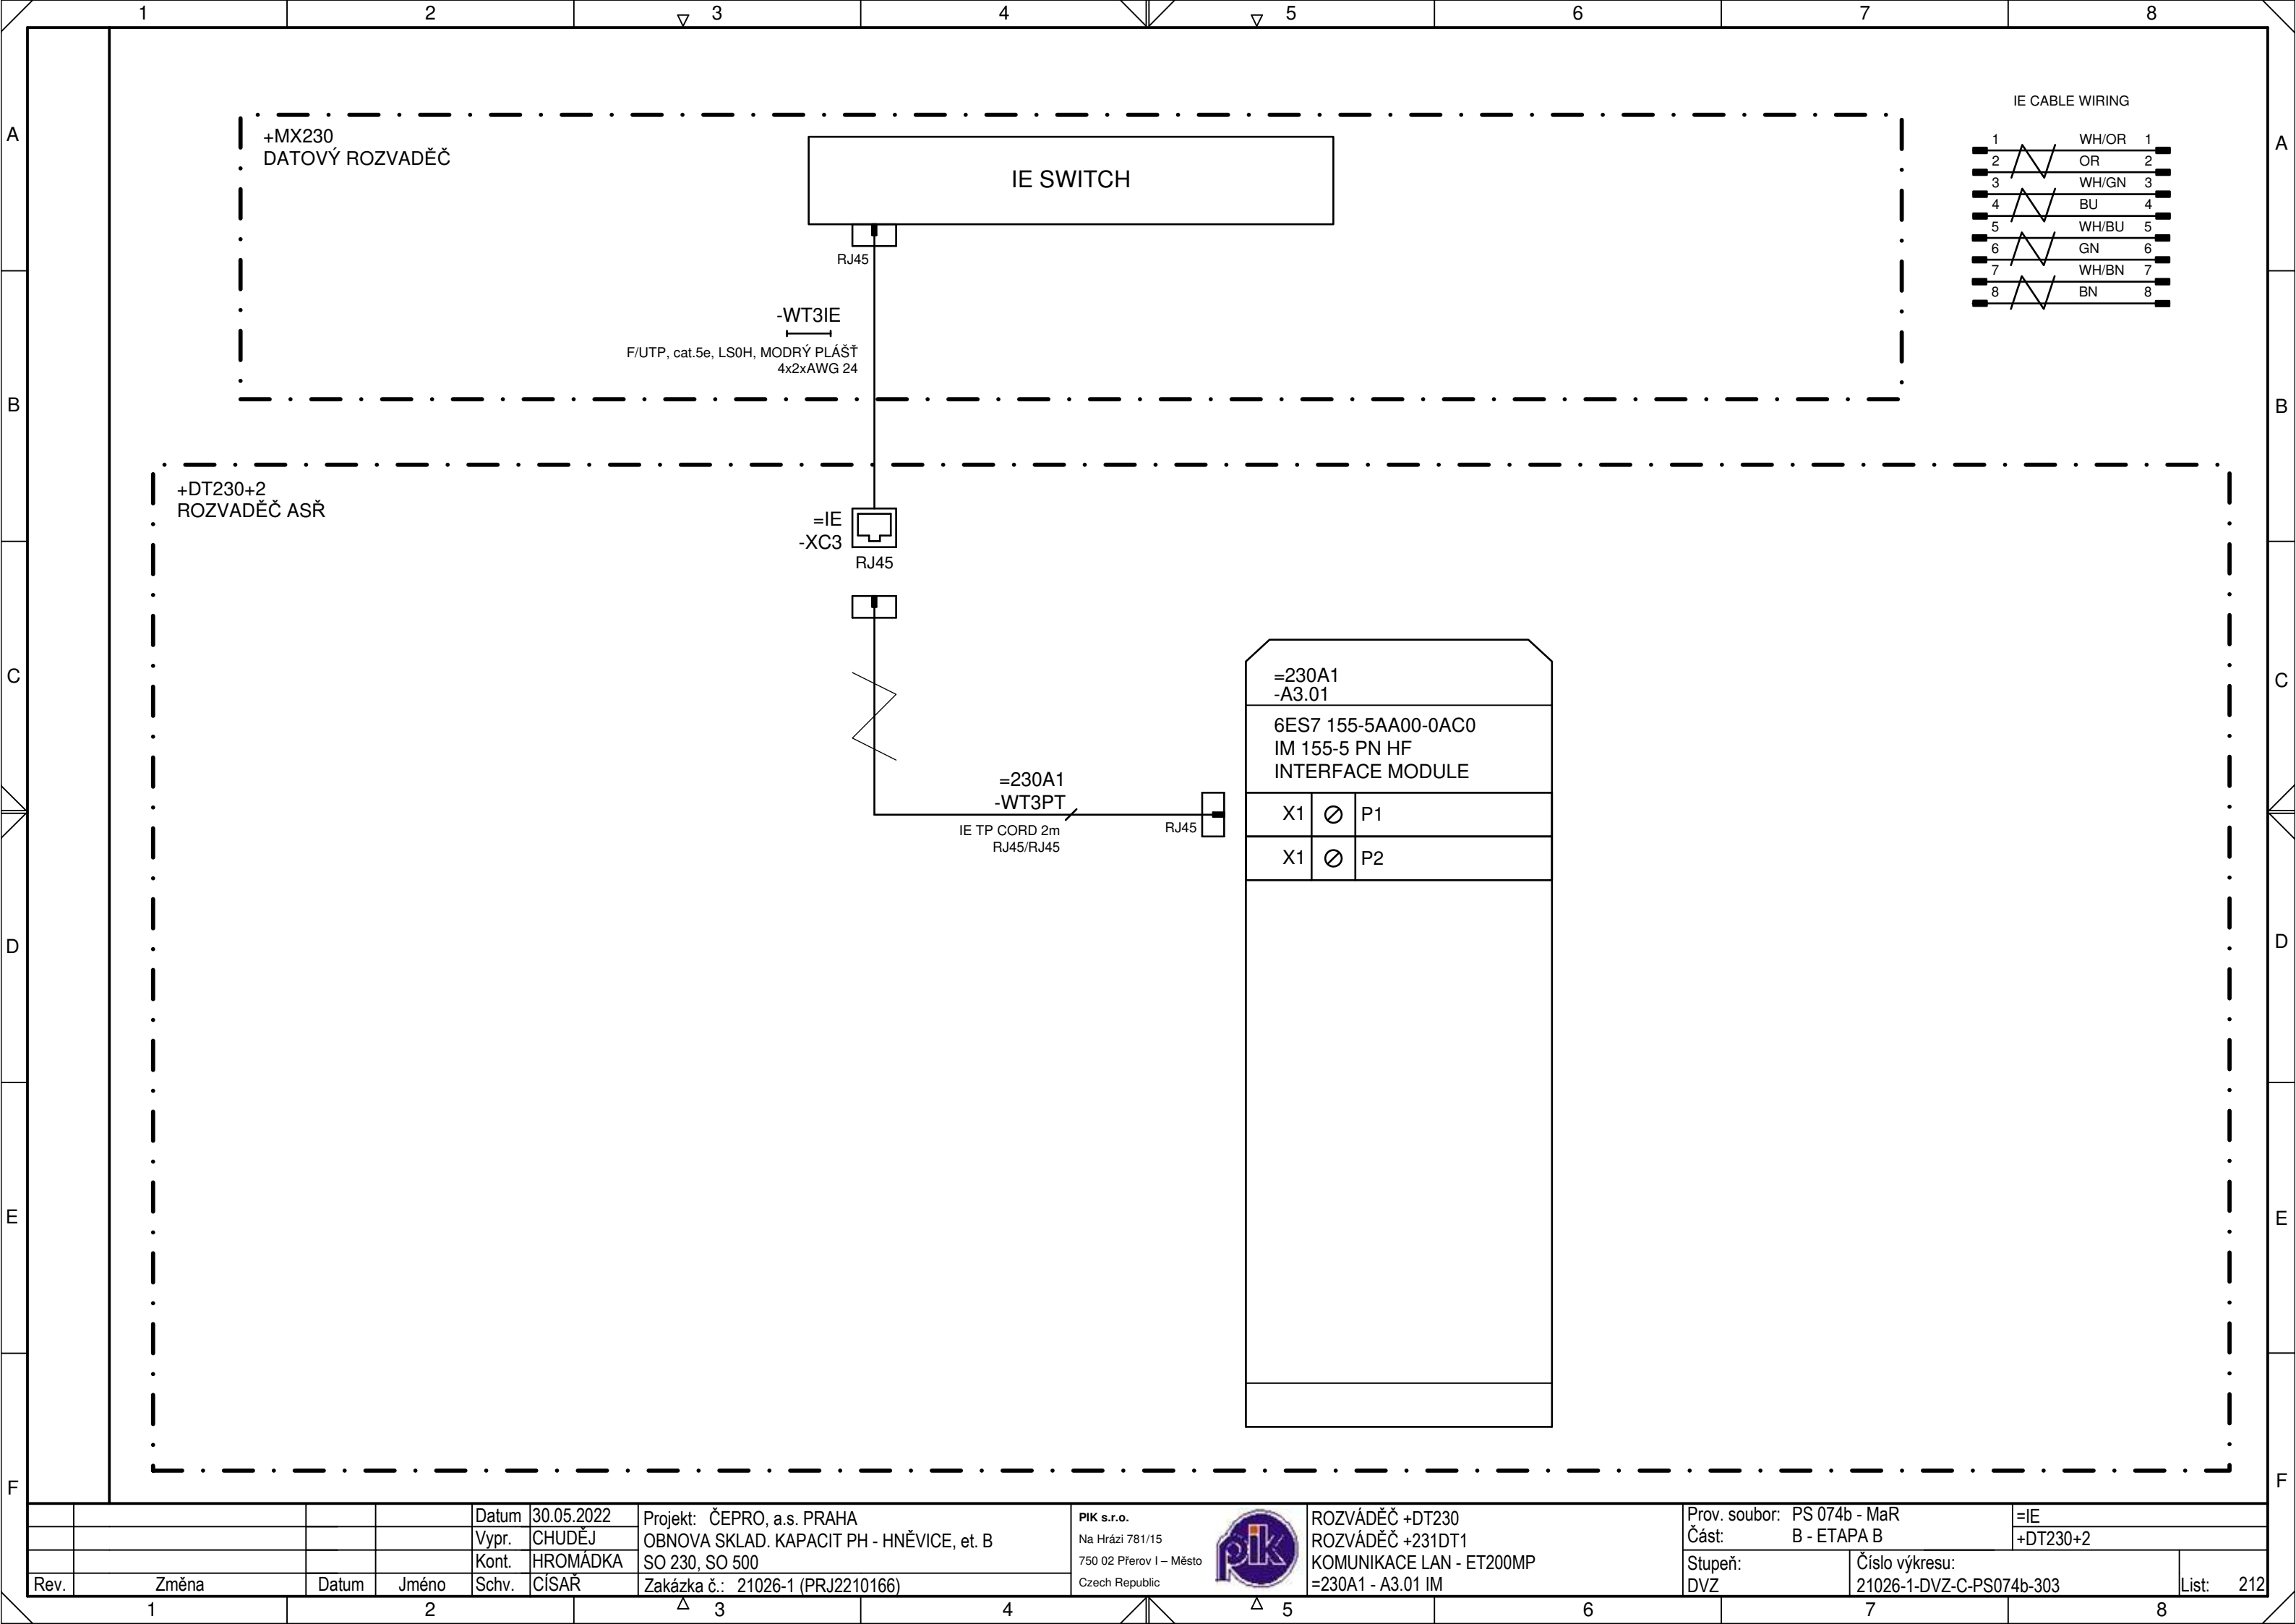 1 2 3 4 5 6 7 8
A A
B B
C C
D D
E E
F F
+MX230
DATOVÝ ROZVADĚČ
IE SWITCH
RJ45
-WT3IE
F/UTP, cat.5e, LS0H, MODRÝ PLÁŠŤ
4x2xAWG 24
IE CABLE WIRING
1 WH/OR 1
2 OR 2
3 WH/GN 3
4 BU 4
5 WH/BU 5
6 GN 6
7 WH/BN 7
8 BN 8
+DT230+2
ROZVADĚČ ASŘ
=IE
-XC3
RJ45
=230A1
-A3.01
6ES7 155-5AA00-0AC0
IM 155-5 PN HF
INTERFACE MODULE
=230A1
-WT3PT
IE TP CORD 2m
RJ45/RJ45
RJ45
X1 P1
X1 P2
Rev. Změna Datum Jméno
Datum 30.05.2022
Vypr. CHUDĚJ
Kont. HROMÁDKA
Schv. CÍSAŘ
Projekt: ČEPRO, a.s. PRAHA
OBNOVA SKLAD. KAPACIT PH - HNĚVICE, et. B
SO 230, SO 500
Zakázka č.: 21026-1 (PRJ2210166)
PIK s.r.o.
Na Hrázi 781/15
750 02 Přerov I – Město
Czech Republic
pik
ROZVÁDĚČ +DT230
ROZVÁDĚČ +231DT1
KOMUNIKACE LAN - ET200MP
=230A1 - A3.01 IM
Prov. soubor: PS 074b - MaR
Část: B - ETAPA B
=IE
+DT230+2
Stupeň:
DVZ
Číslo výkresu:
21026-1-DVZ-C-PS074b-303
List: 212
1 2 3 4 5 6 7 8